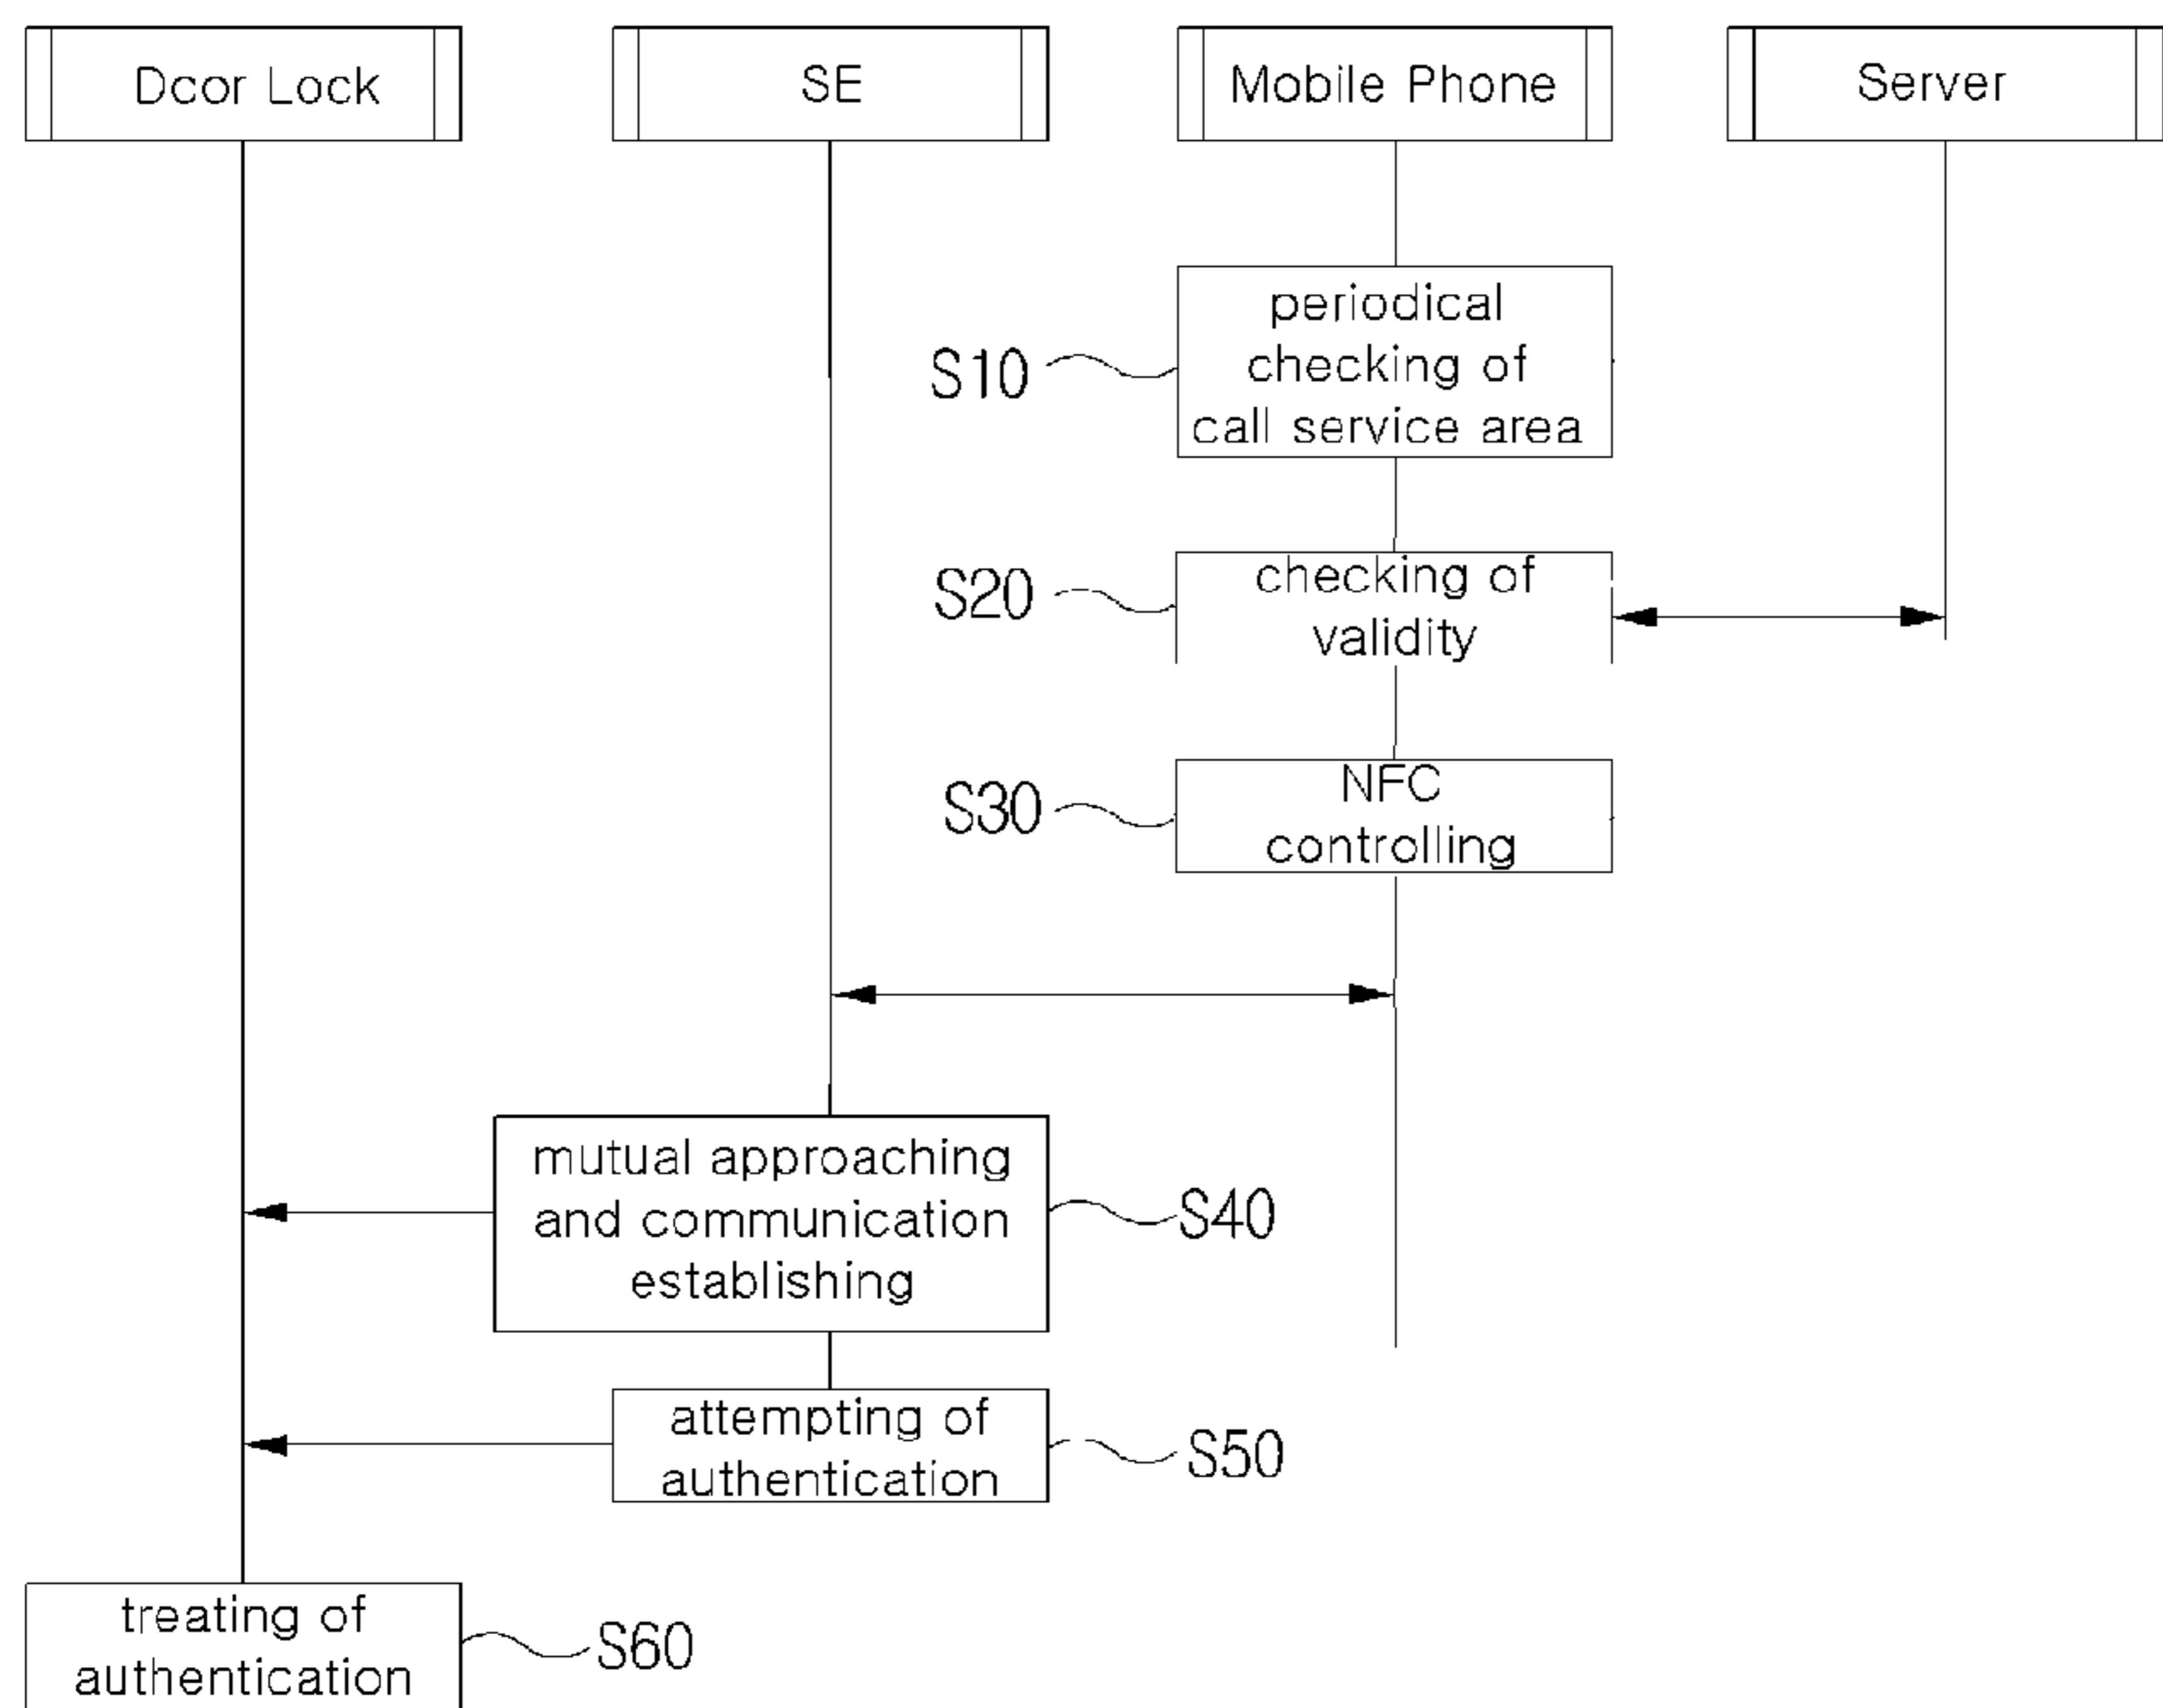 Dcor Lock
SE
Mobile Phone
Server
S10
periodical
checking of
call service area
S20
checking of
validity
S30
NFC
controlling
mutual approaching
and communication
establishing
S40
attempting of
authentication
S50
treating of
authentication
S60